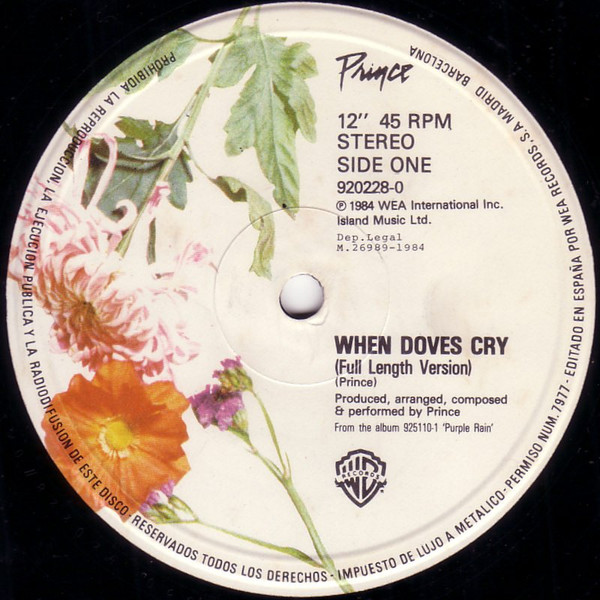 Prince
12" 45 RPM
STEREO
SIDE ONE
920228-0
℗ 1984 WEA International Inc.
Island Music Ltd.
Dep.Legal
M.26989-1984
WHEN DOVES CRY
(Full Length Version)
(Prince)
Produced, arranged, composed
& performed by Prince
From the album 925110-1 'Purple Rain'
WB
RECORDS
PROHIBIDA LA REPRODUCCION, LA EJECUCION PUBLICA Y LA RADIODIFUSION DE ESTE DISCO · RESERVADOS TODOS LOS DERECHOS · IMPUESTO DE LUJO A METALICO · PERMISO NUM. 7977 · EDITADO EN ESPAÑA POR WEA RECORDS, S.A MADRID BARCELONA